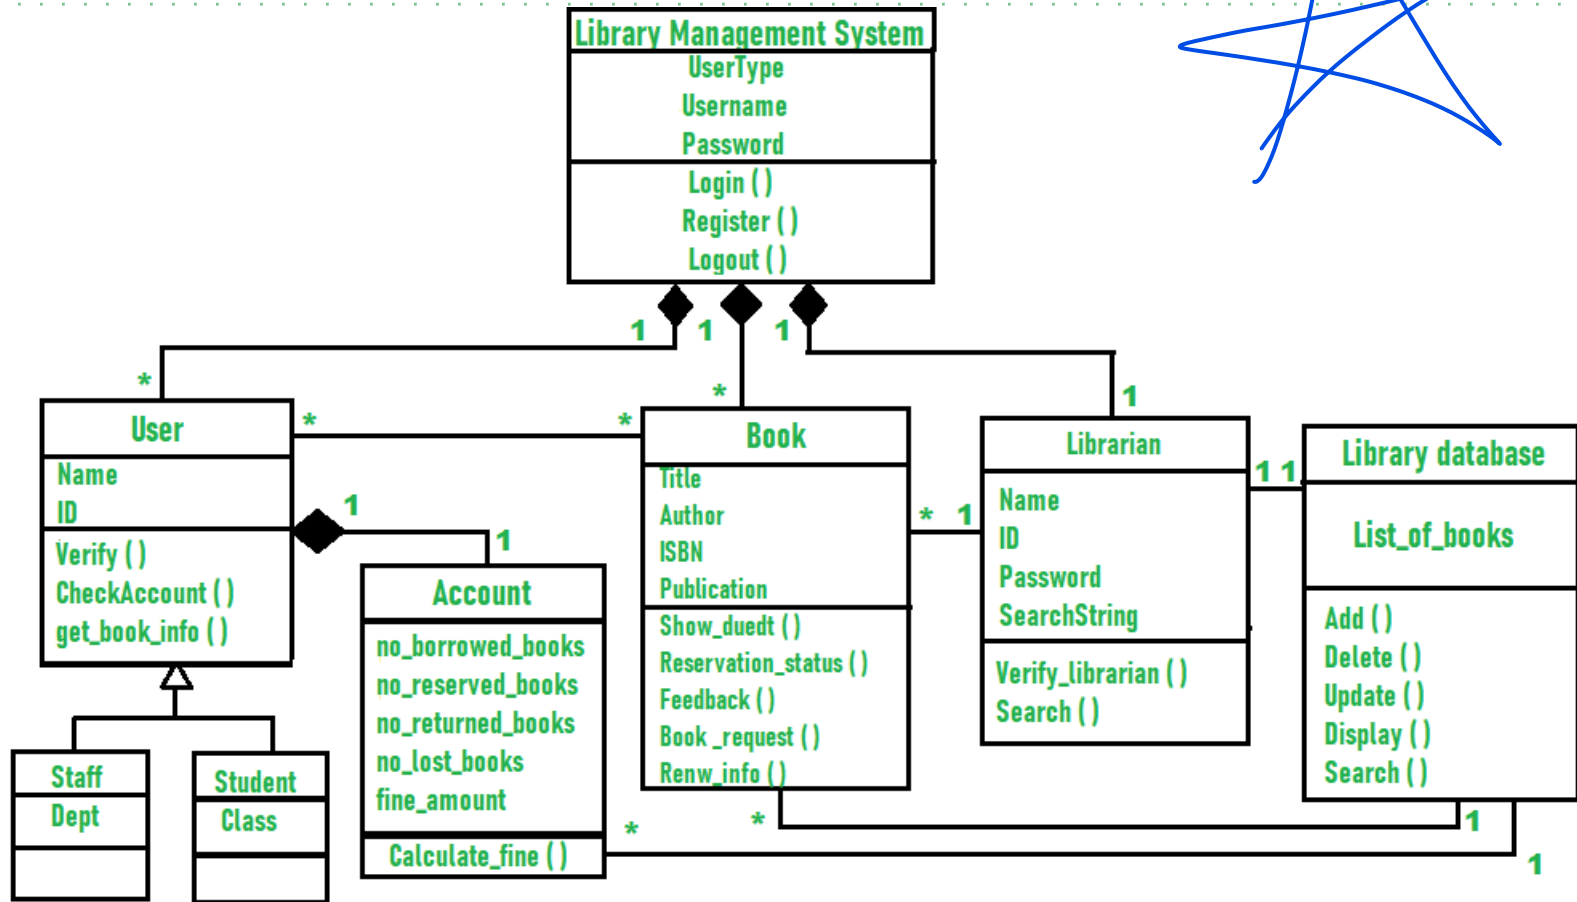 Library Management System
UserType
Username
Password
Login ( )
Register ( )
Logout ( )
1
1
1
*
*
1
User
Name
ID
Verify ( )
CheckAccount ( )
get_book_info ( )
*
*
1
1
Account
no_borrowed_books
no_reserved_books
no_returned_books
no_lost_books
fine_amount
Calculate_fine ( )
Book
Title
Author
ISBN
Publication
Show_duedt ( )
Reservation_status ( )
Feedback ( )
Book _request ( )
Renw_info ( )
*
1
Librarian
Name
ID
Password
SearchString
Verify_librarian ( )
Search ( )
1 1
Library database
List_of_books
Add ( )
Delete ( )
Update ( )
Display ( )
Search ( )
Staff
Dept
Student
Class
*
1
*
1